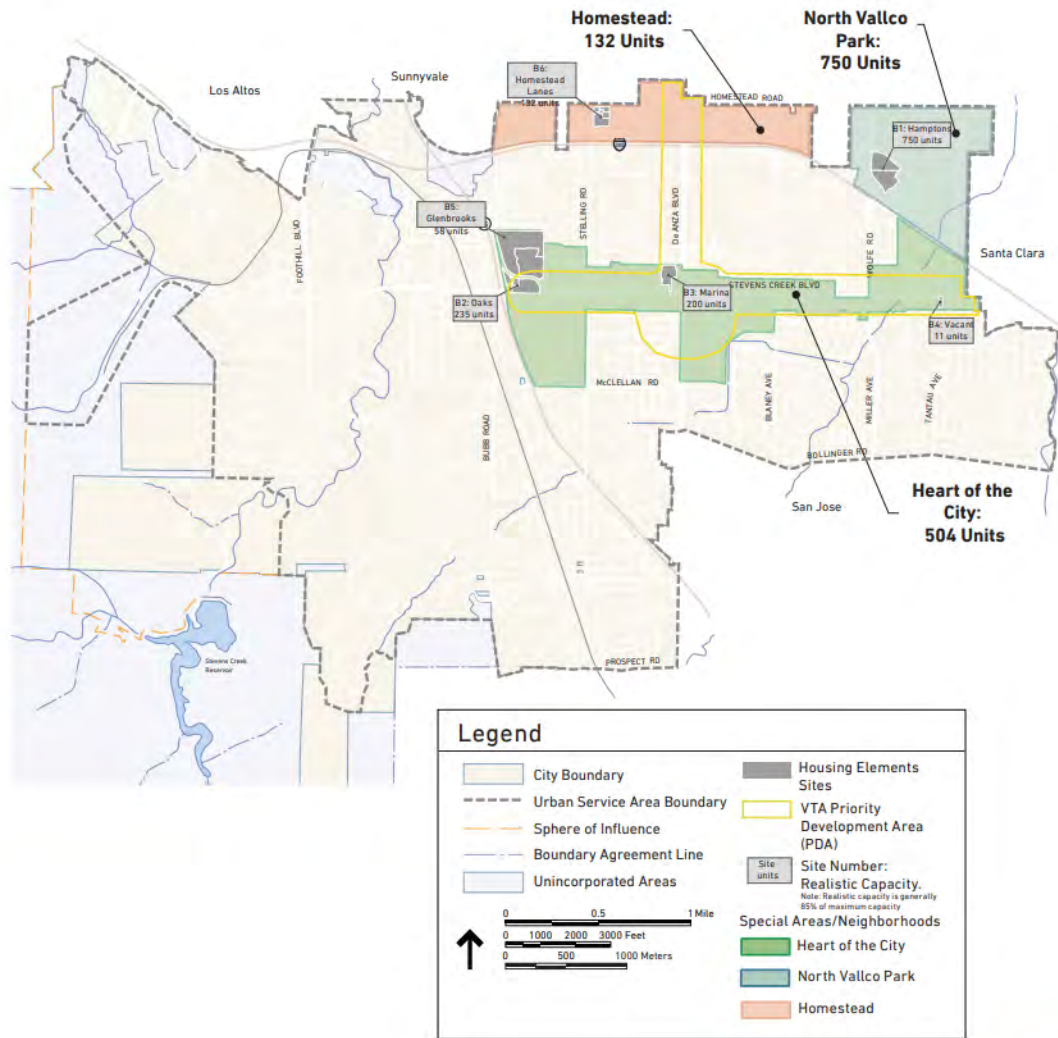 Homestead:
132 Units
North Vallco
Park:
750 Units
Los Altos
Sunnyvale
B6:
Homestead
Lanes
132 units
HOMESTEAD ROAD
B1: Hamptons
750 units
B5:
Glenbrooks
58 units
FOOTHILL BLVD
STELLING RD
De ANZA BLVD
WOLFE RD
Santa Clara
B2: Oaks
235 units
B3: Marina
200 units
STEVENS CREEK BLVD
B4: Vacant
11 units
McCLELLAN RD
BUBB ROAD
BLANEY AVE
MILLER AVE
TANTAU AVE
BOLLINGER RD
San Jose
Heart of the
City:
504 Units
Stevens Creek
Reservoir
PROSPECT RD
Legend
City Boundary
Urban Service Area Boundary
Sphere of Influence
Boundary Agreement Line
Unincorporated Areas
0 0.5 1 Mile
0 1000 2000 3000 Feet
0 500 1000 Meters
Housing Elements
Sites
VTA Priority
Development Area
(PDA)
Site
units
Site Number:
Realistic Capacity.
Note: Realistic capacity is generally
85% of maximum capacity
Special Areas/Neighborhoods
Heart of the City
North Vallco Park
Homestead